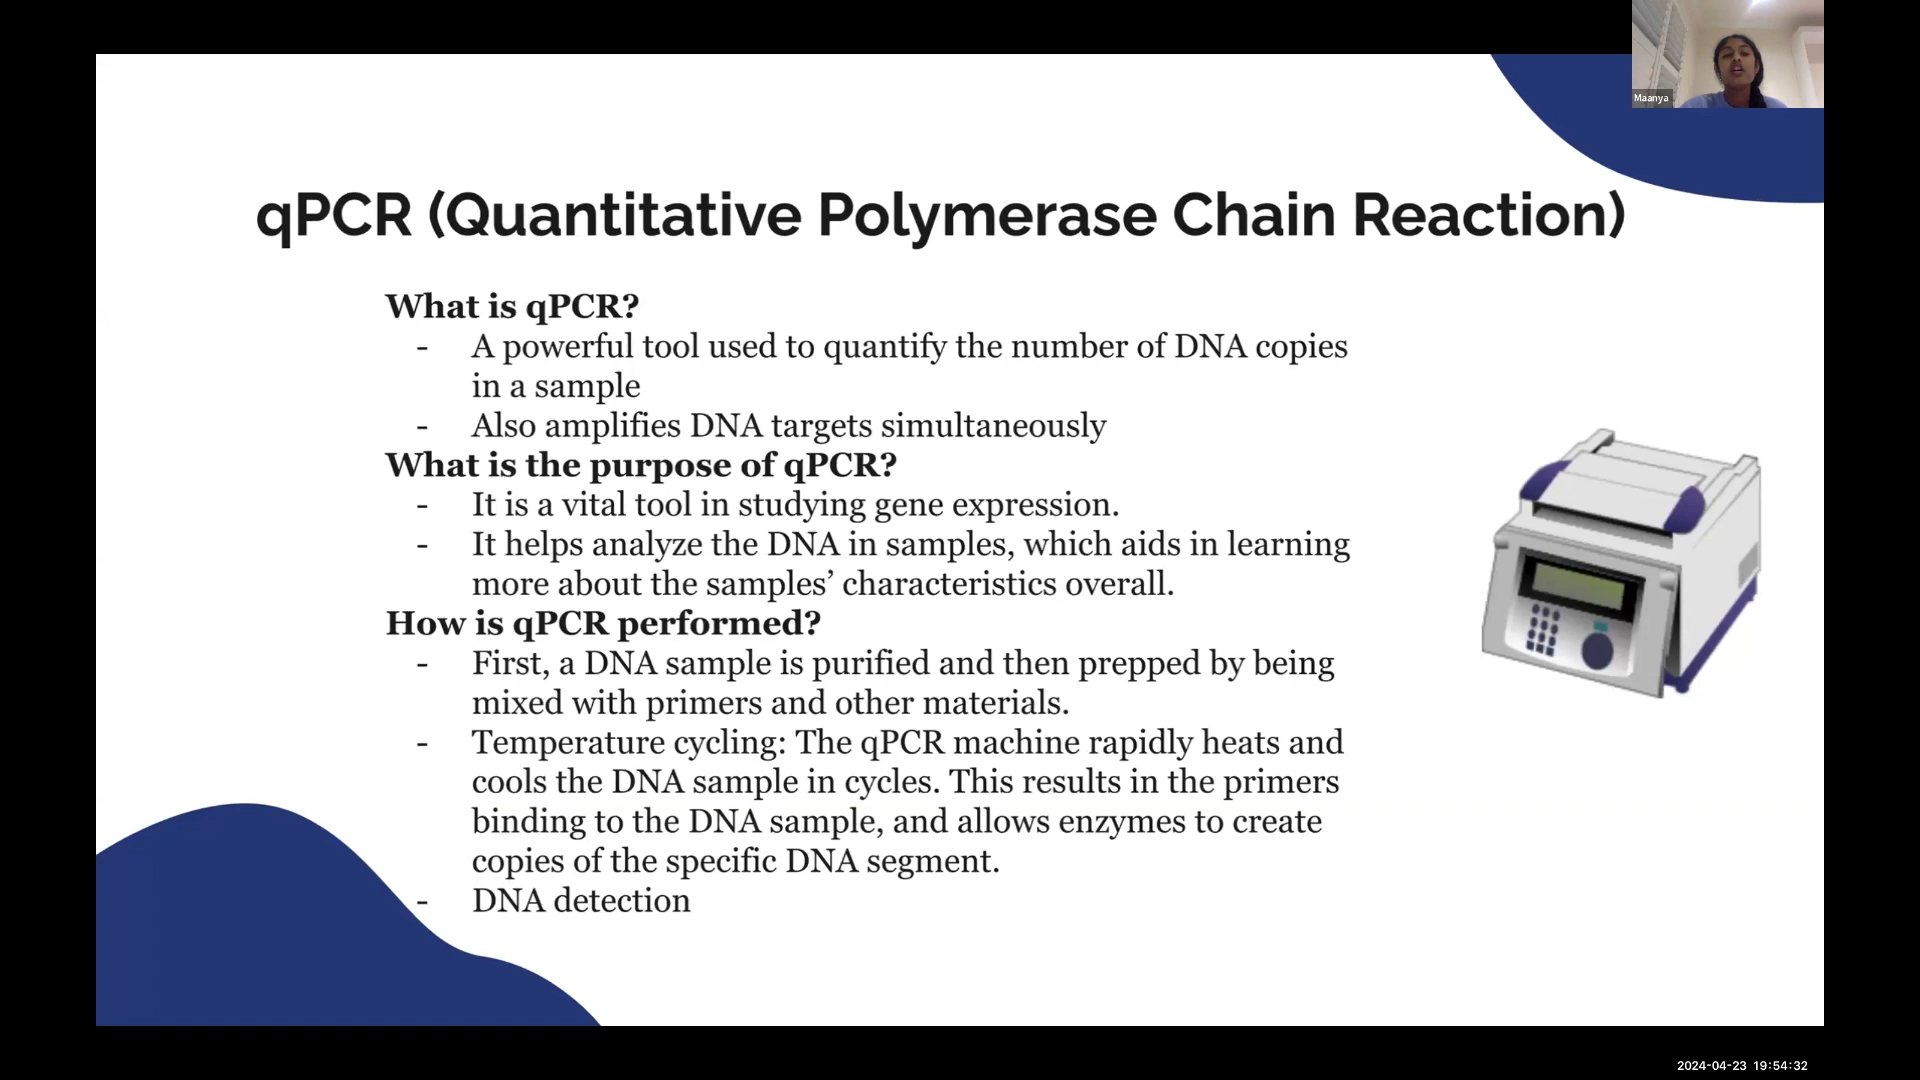 Maanya
qPCR (Quantitative Polymerase Chain Reaction)
What is qPCR?
- A powerful tool used to quantify the number of DNA copies
in a sample
- Also amplifies DNA targets simultaneously
What is the purpose of qPCR?
- It is a vital tool in studying gene expression.
- It helps analyze the DNA in samples, which aids in learning
more about the samples’ characteristics overall.
How is qPCR performed?
- First, a DNA sample is purified and then prepped by being
mixed with primers and other materials.
- Temperature cycling: The qPCR machine rapidly heats and
cools the DNA sample in cycles. This results in the primers
binding to the DNA sample, and allows enzymes to create
copies of the specific DNA segment.
- DNA detection
2024-04-23 19:54:32